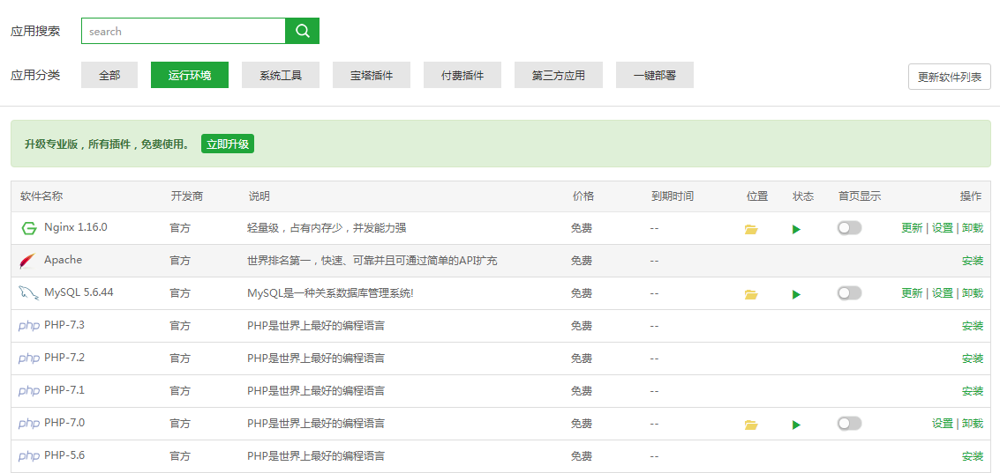 应用搜索 search
应用分类 全部 运行环境 系统工具 宝塔插件 付费插件 第三方应用 一键部署 更新软件列表
升级专业版，所有插件，免费使用。 立即升级
软件名称 开发商 说明 价格 到期时间 位置 状态 首页显示 操作
Nginx 1.16.0 官方 轻量级，占有内存少，并发能力强 免费 -- 更新 | 设置 | 卸载
Apache 官方 世界排名第一，快速、可靠并且可通过简单的API扩充 免费 -- 安装
MySQL 5.6.44 官方 MySQL是一种关系数据库管理系统! 免费 -- 更新 | 设置 | 卸载
php PHP-7.3 官方 PHP是世界上最好的编程语言 免费 -- 安装
php PHP-7.2 官方 PHP是世界上最好的编程语言 免费 -- 安装
php PHP-7.1 官方 PHP是世界上最好的编程语言 免费 -- 安装
php PHP-7.0 官方 PHP是世界上最好的编程语言 免费 -- 设置 | 卸载
php PHP-5.6 官方 PHP是世界上最好的编程语言 免费 -- 安装